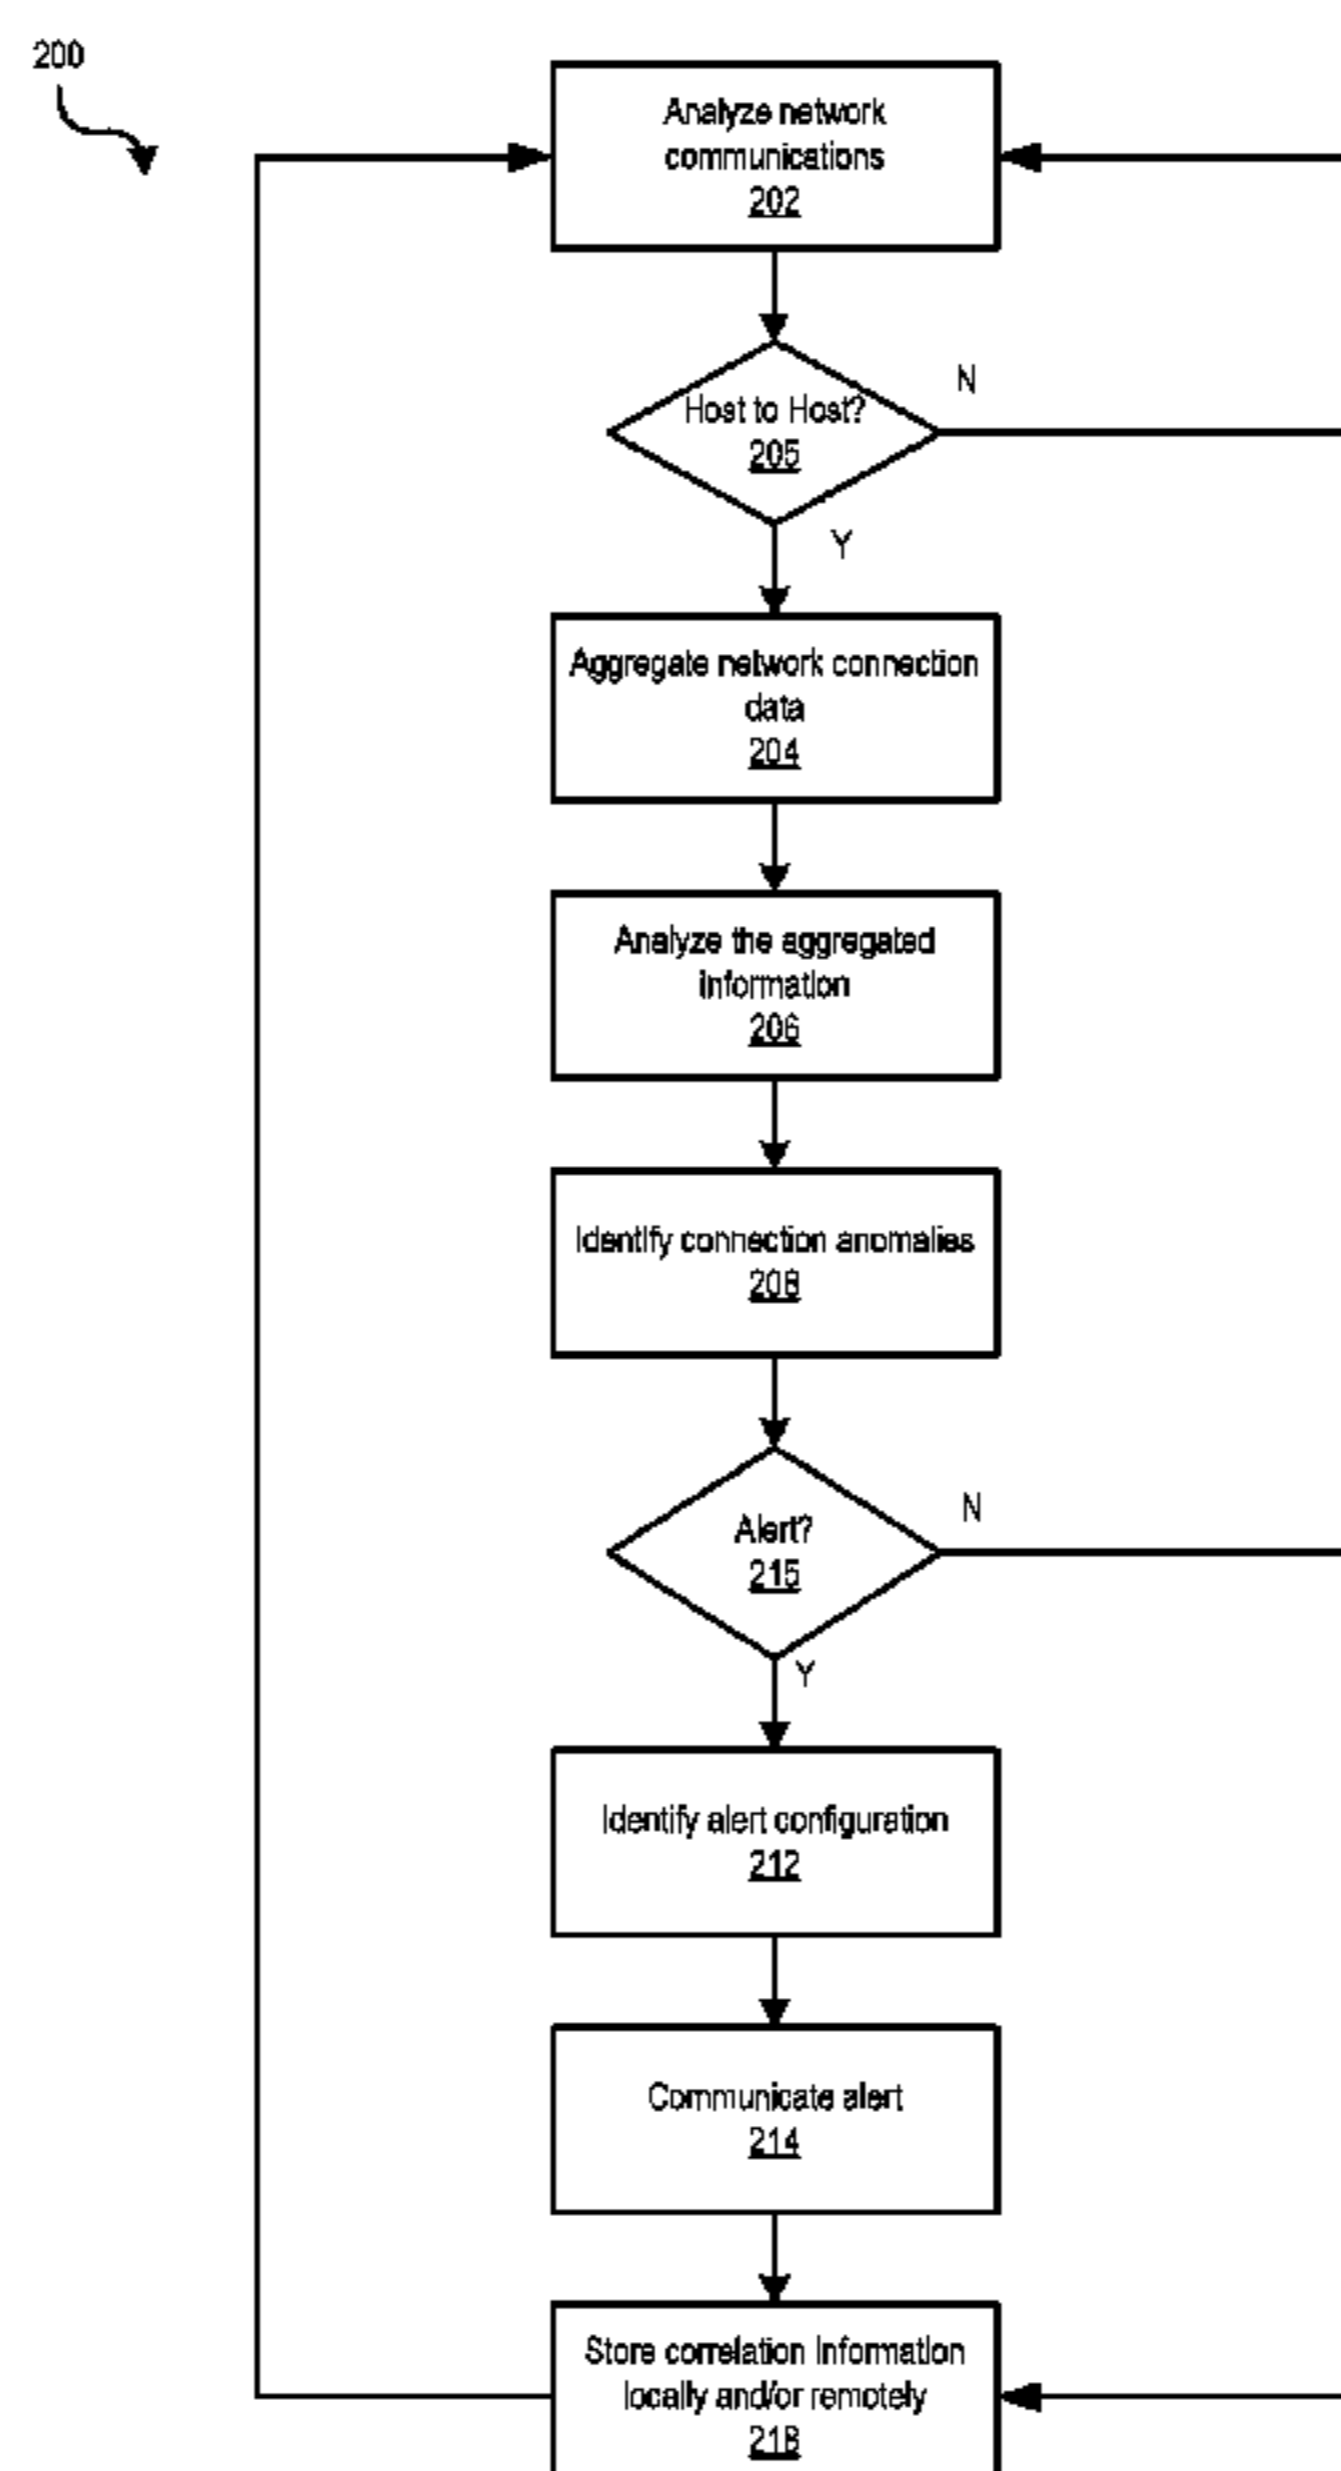 200
Analyze network
communications
202
Host to Host?
205
N
Y
Aggregate network connection
data
204
Analyze the aggregated
information
206
Identify connection anomalies
208
Alert?
215
N
Y
Identify alert configuration
212
Communicate alert
214
Store correlation information
locally and/or remotely
218